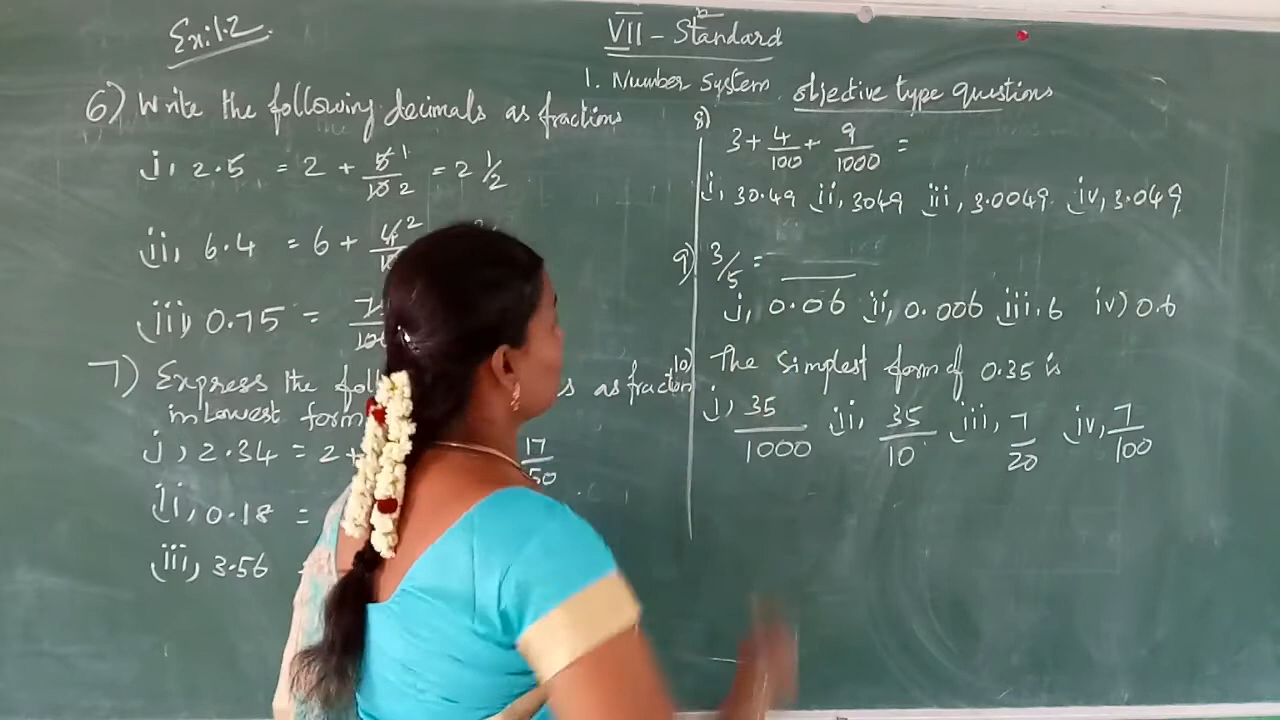 Ex:1.2
VII - Standard
1. Number System
6) Write the following decimals as fractions
i, 2.5 = 2 + 5/10 1/2 = 2 1/2
ii, 6.4 = 6 + 4 2
iii) 0.75 =
7) Express the s as fraction
in Lowest form
i, 2.34 = 2+ 17/50
ii, 0.18 =
iii, 3.56
objective type questions
8) 3 + 4/100 + 9/1000 =
i, 30.49 ii, 3049 iii, 3.0049 iv, 3.049
9) 3/5 = ____
i, 0.06 ii, 0.006 iii. 6 iv) 0.6
10) The Simplest form of 0.35 is
i) 35/1000 ii, 35/10 iii, 7/20 iv, 7/100